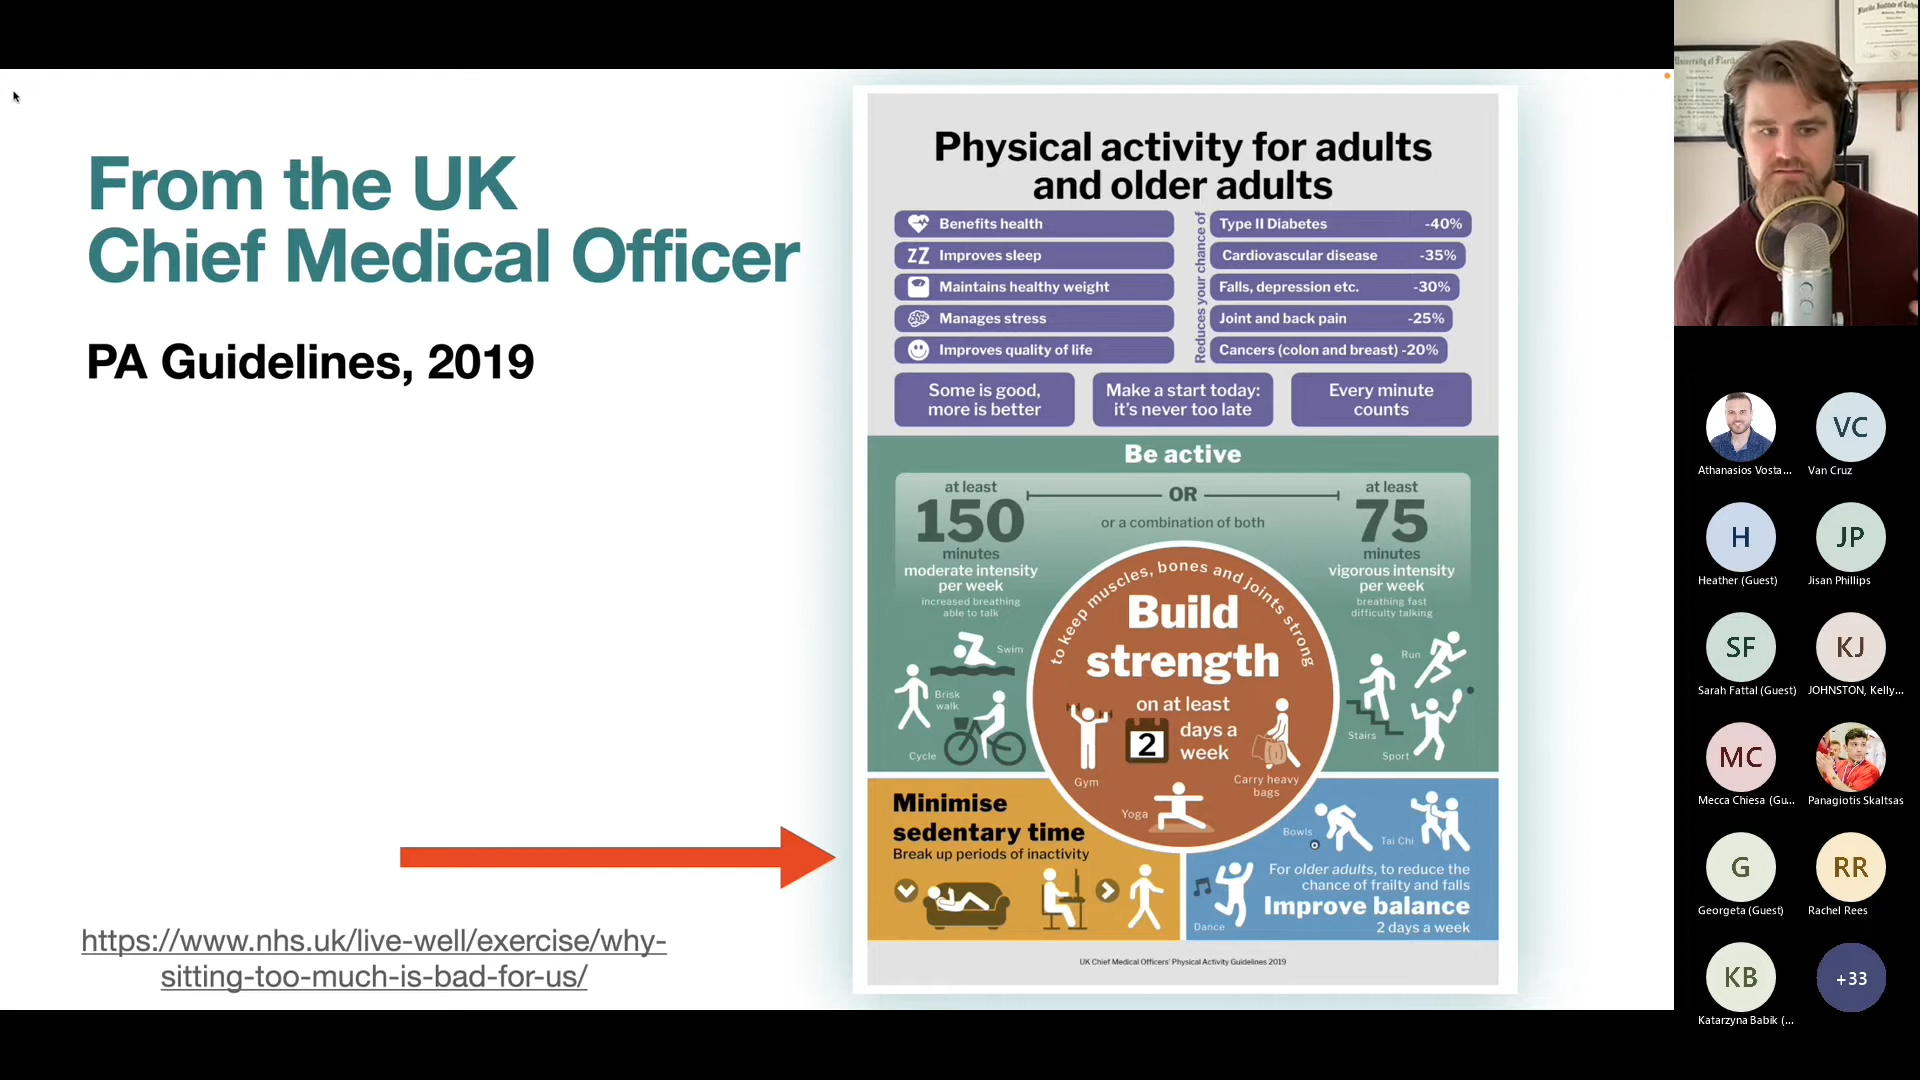 From the UK
Chief Medical Officer
PA Guidelines, 2019
https://www.nhs.uk/live-well/exercise/why-
sitting-too-much-is-bad-for-us/
Physical activity for adults
and older adults
Benefits health
ZZ Improves sleep
Maintains healthy weight
Manages stress
Improves quality of life
Reduces your chance of
Type II Diabetes -40%
Cardiovascular disease -35%
Falls, depression etc. -30%
Joint and back pain -25%
Cancers (colon and breast) -20%
Some is good,
more is better
Make a start today:
it's never too late
Every minute
counts
Be active
at least
150
minutes
moderate intensity
per week
increased breathing
able to talk
OR
or a combination of both
at least
75
minutes
vigorous intensity
per week
breathing fast
difficulty talking
Swim
Brisk
walk
Cycle
to keep muscles, bones and joints strong
Build
strength
on at least
2 days a
week
Gym
Yoga
Carry heavy
bags
Run
Stairs
Sport
Minimise
sedentary time
Break up periods of inactivity
Bowls
Tai Chi
Dance
For older adults, to reduce the
chance of frailty and falls
Improve balance
2 days a week
UK Chief Medical Officers' Physical Activity Guidelines 2019
Athanasios Vosta...
VC
Van Cruz
H
Heather (Guest)
JP
Jisan Phillips
SF
Sarah Fattal (Guest)
KJ
JOHNSTON, Kelly...
MC
Mecca Chiesa (Gu...
Panagiotis Skaltsas
G
Georgeta (Guest)
RR
Rachel Rees
KB
Katarzyna Babik (...
+33